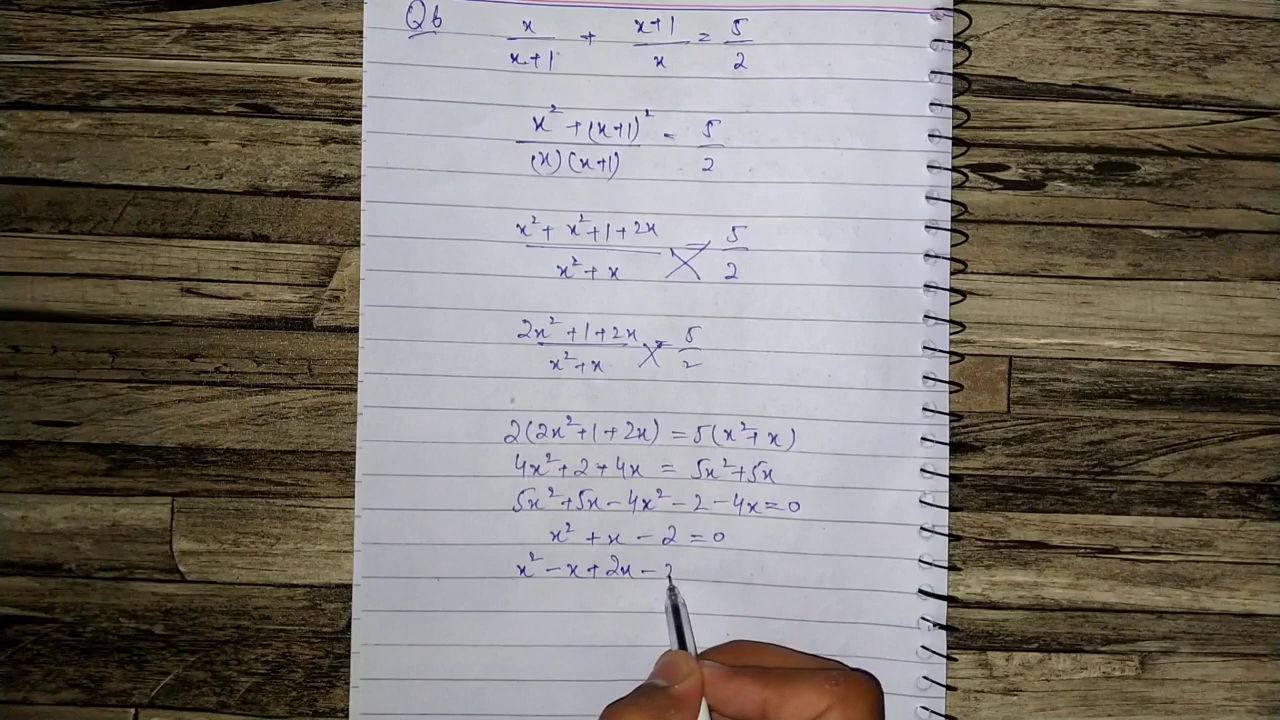 Q6 x/(x+1) + (x+1)/x = 5/2
(x² + (x+1)²)/((x)(x+1)) = 5/2
(x² + x² + 1 + 2x)/(x² + x) = 5/2
(2x² + 1 + 2x)/(x² + x) = 5/2
2(2x² + 1 + 2x) = 5(x² + x)
4x² + 2 + 4x = 5x² + 5x
5x² + 5x - 4x² - 2 - 4x = 0
x² + x - 2 = 0
x² - x + 2x - 2